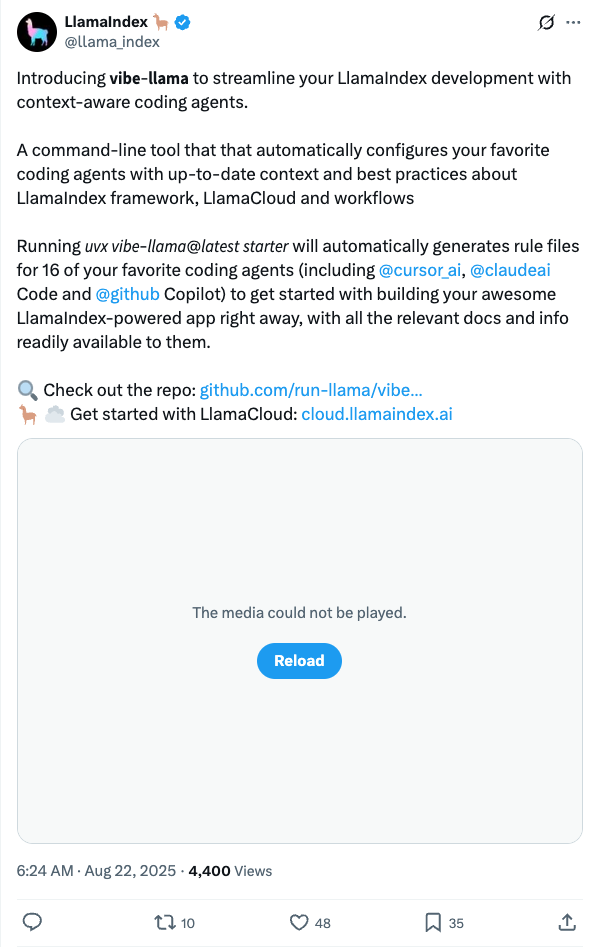 LlamaIndex 🦙
@llama_index
Introducing vibe-llama to streamline your LlamaIndex development with
context-aware coding agents.
A command-line tool that that automatically configures your favorite
coding agents with up-to-date context and best practices about
LlamaIndex framework, LlamaCloud and workflows
Running uvx vibe-llama@latest starter will automatically generates rule files
for 16 of your favorite coding agents (including @cursor_ai, @claudeai
Code and @github Copilot) to get started with building your awesome
LlamaIndex-powered app right away, with all the relevant docs and info
readily available to them.
🔍 Check out the repo: github.com/run-llama/vibe...
🦙 ☁️ Get started with LlamaCloud: cloud.llamaindex.ai
The media could not be played.
Reload
6:24 AM · Aug 22, 2025 · 4,400 Views
10 48 35